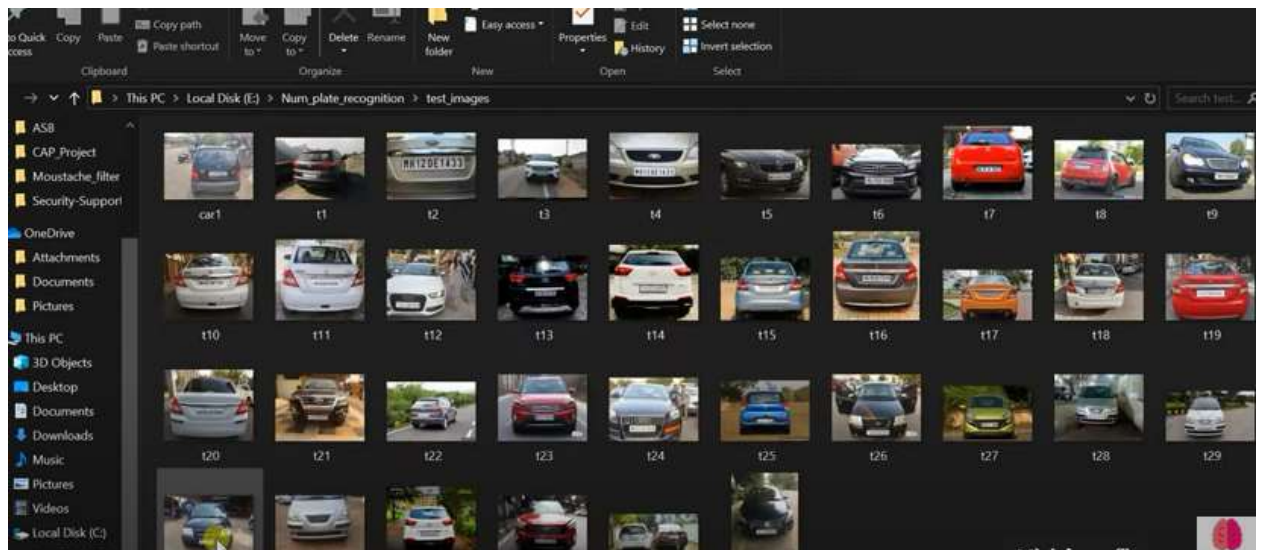 Copy path
Edit
Select none
to Quick
Copy
Paste
Paste shortcut
Move
Copy
Delete
Rename
New
Easy access
Properties
History
Invert selection
to
to
folder
Clipboard
Organize
New
Open
Select
This PC > Local Disk (E:) > Num_plate_recognition > test_images
Search test...
ASB
CAP_Project
Moustache_filter
Security-Support
OneDrive
Attachments
Documents
Pictures
This PC
3D Objects
Desktop
Documents
Downloads
Music
Pictures
Videos
Local Disk (C:)
MH12DE1433
car1 t1 t2 t3 t4 t5 t6 t7 t8 t9
t10 t11 t12 t13 t14 t15 t16 t17 t18 t19
t20 t21 t22 t23 t24 t25 t26 t27 t28 t29